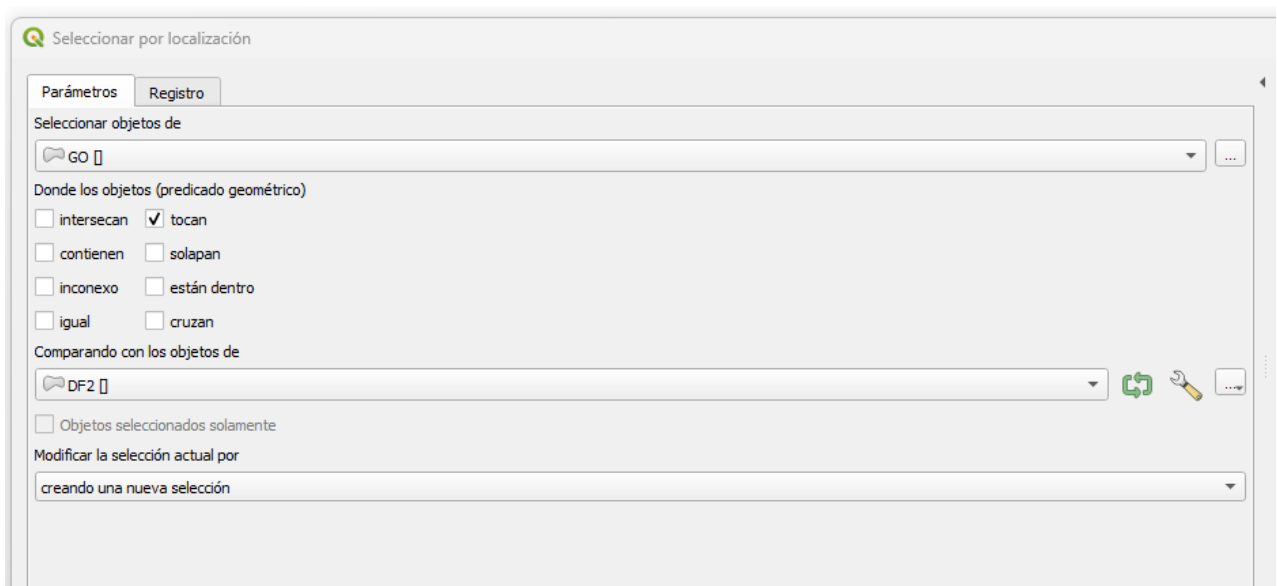 Seleccionar por localización
Parámetros Registro
Seleccionar objetos de
GO []
...
Donde los objetos (predicado geométrico)
intersecan tocan
contienen solapan
inconexo están dentro
igual cruzan
Comparando con los objetos de
DF2 []
...
Objetos seleccionados solamente
Modificar la selección actual por
creando una nueva selección